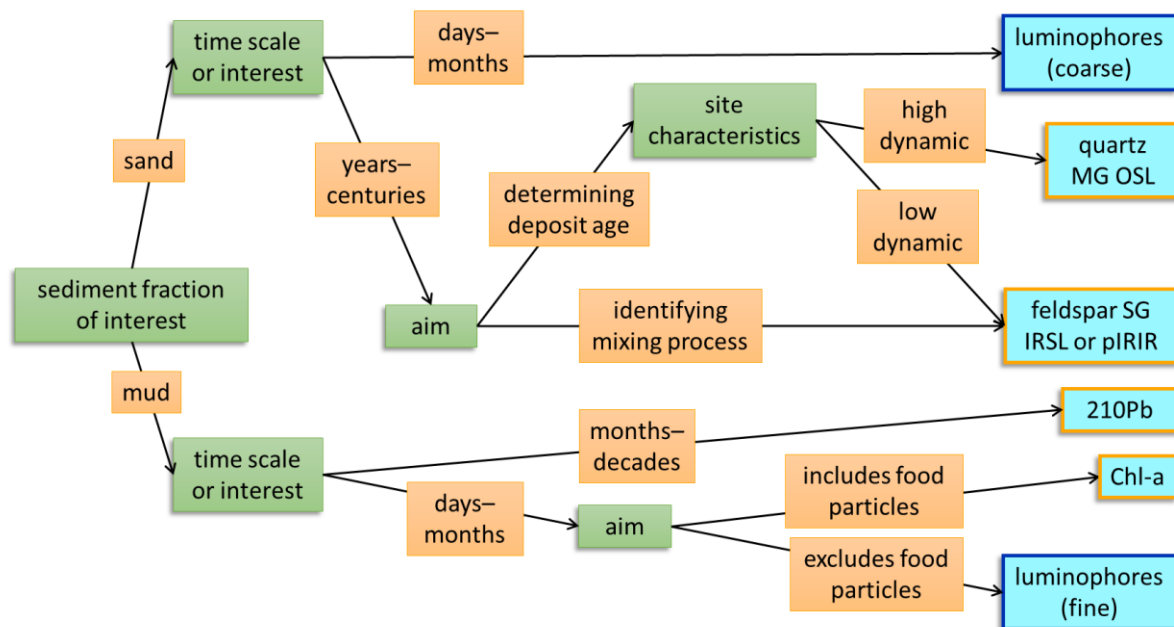 time scale
or interest
days–
months
luminophores
(coarse)
site
characteristics
high
dynamic
quartz
MG OSL
sand
years–
centuries
determining
deposit age
low
dynamic
sediment fraction
of interest
aim
identifying
mixing process
feldspar SG
IRSL or pIRIR
mud
time scale
or interest
months–
decades
210Pb
days–
months
aim
includes food
particles
Chl-a
excludes food
particles
luminophores
(fine)